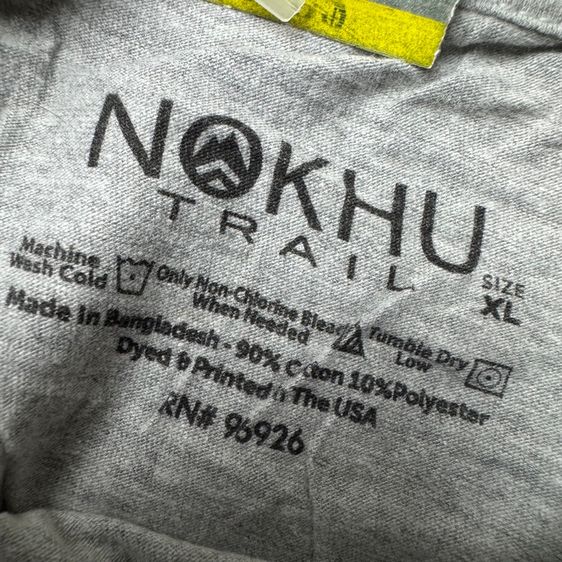 NOKHU
TRAIL
SIZE
XL
Machine
Wash Cold
Only Non-Chlorine Bleach
When Needed
Tumble Dry
Low
Made In Bangladesh - 90% Cotton 10%Polyester
Dyed & Printed In The USA
RN# 96926